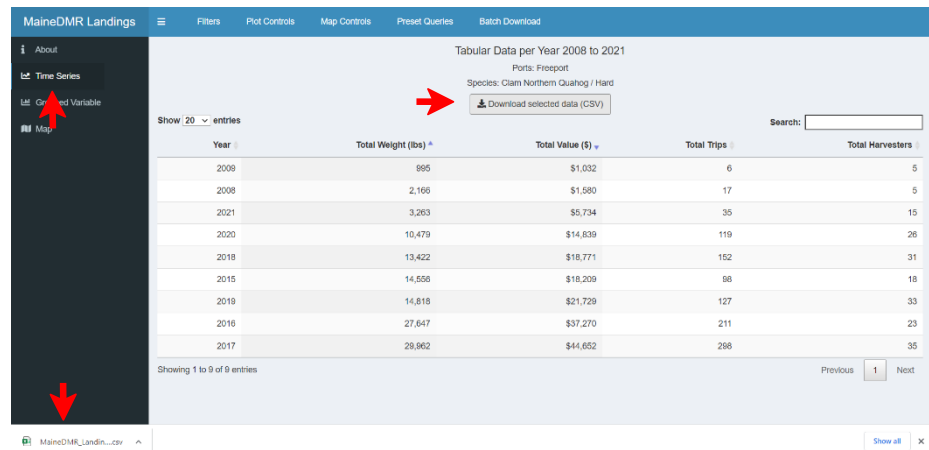 MaineDMR Landings
Filters Plot Controls Map Controls Preset Queries Batch Download
About
Time Series
Variable
Map
Tabular Data per Year 2008 to 2021
Ports: Freeport
Species: Clam Northern Quahog / Hard
Download selected data (CSV)
Show 20 entries
Search:
Year Total Weight (lbs) Total Value ($) Total Trips Total Harvesters
2009 995 $1,032 6 5
2008 2,166 $1,580 17 5
2021 3,263 $5,734 35 15
2020 10,479 $14,839 119 26
2018 13,422 $18,771 152 31
2015 14,556 $18,209 98 18
2019 14,818 $21,729 127 33
2016 27,647 $37,270 211 23
2017 29,962 $44,652 298 35
Showing 1 to 9 of 9 entries
Previous 1 Next
MaineDMR_Landin....csv
Show all